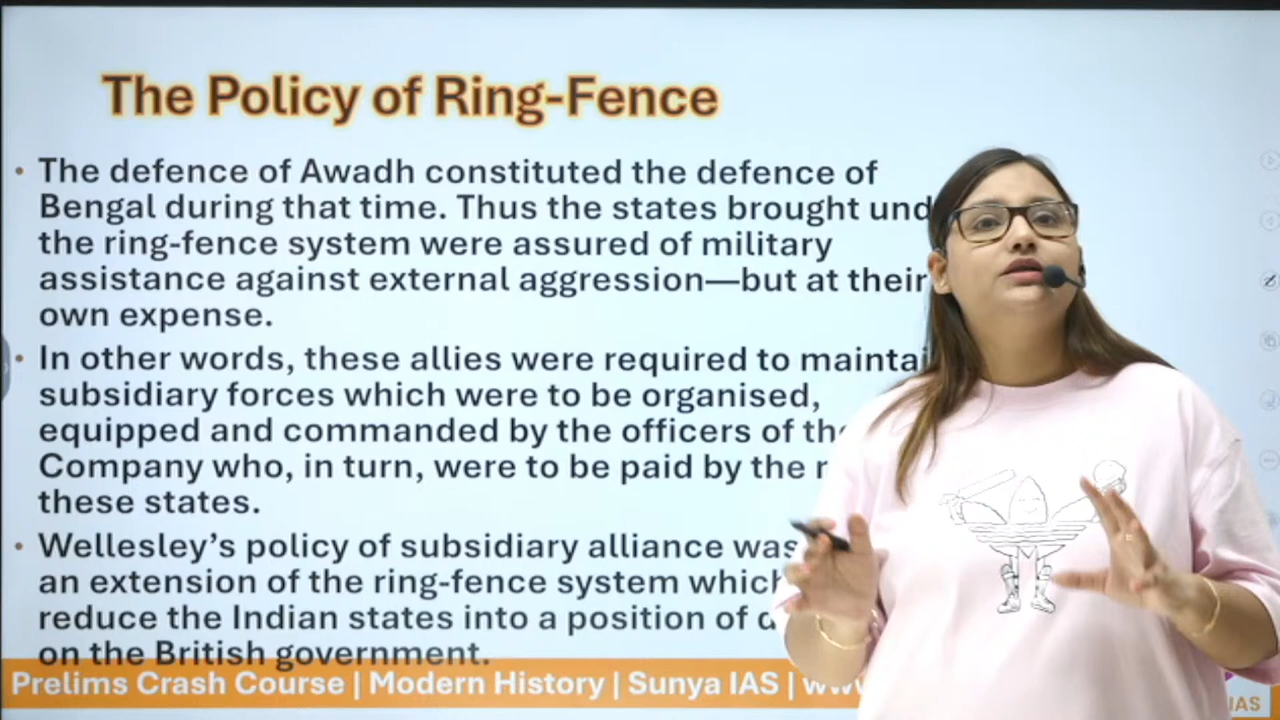 The Policy of Ring-Fence
• The defence of Awadh constituted the defence of
Bengal during that time. Thus the states brought
the ring-fence system were assured of military
assistance against external aggression—but at their
own expense.
• In other words, these allies were required to
subsidiary forces which were to be organised,
equipped and commanded by the officers of
Company who, in turn, were to be paid by the
these states.
• Wellesley's policy of subsidiary alliance was
an extension of the ring-fence system which
reduce the Indian states into a position of
on the British government.
Prelims Crash Course | Modern History | Sunya IAS |
IAS